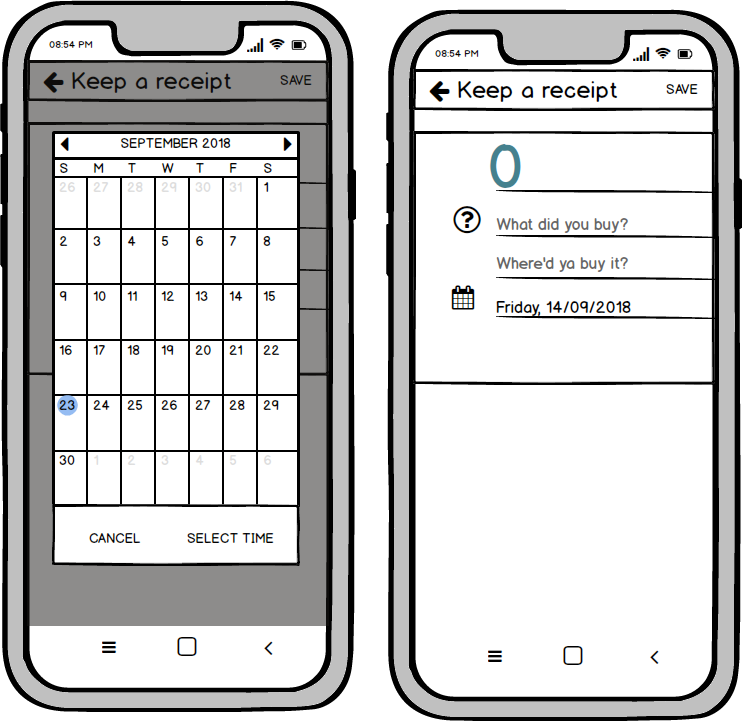 08:54 PM
Keep a receipt SAVE
SEPTEMBER 2018
S M T W T F S
26 27 28 29 30 31 1
2 3 4 5 6 7 8
9 10 11 12 13 14 15
16 17 18 19 20 21 22
23 24 25 26 27 28 29
30 1 2 3 4 5 6
CANCEL SELECT TIME
08:54 PM
Keep a receipt SAVE
0
What did you buy?
Where'd ya buy it?
Friday, 14/09/2018